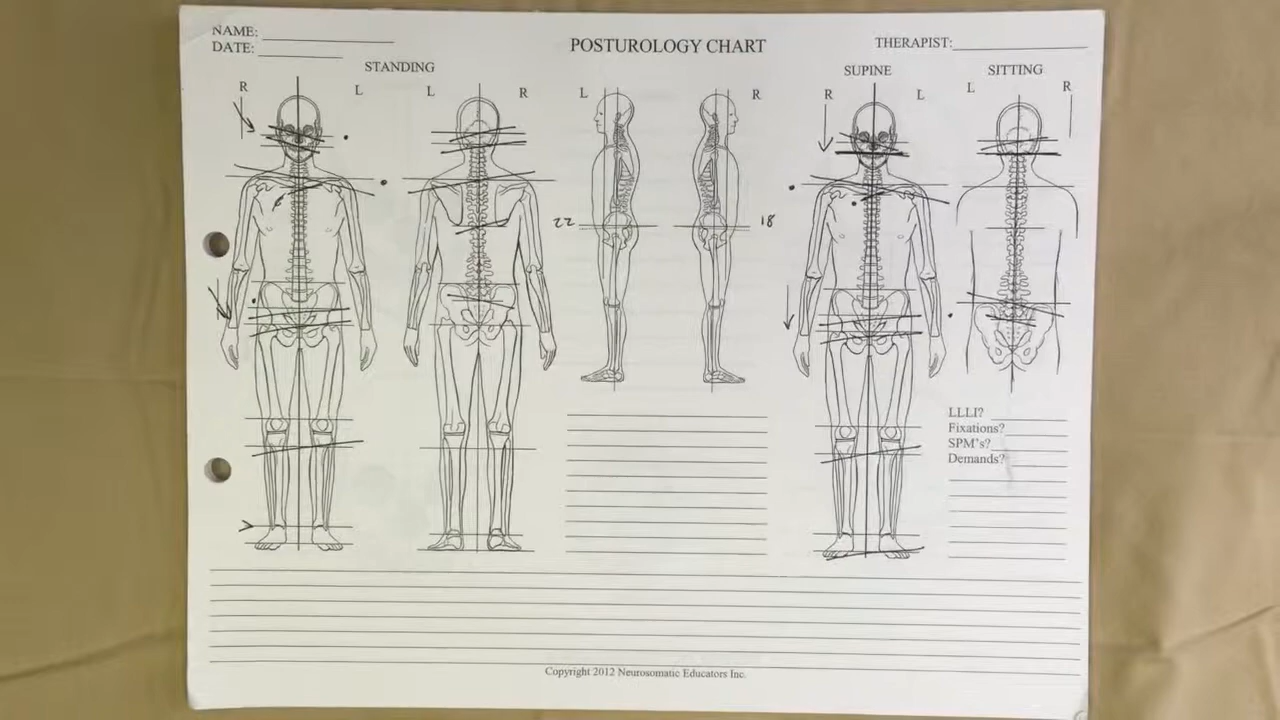 NAME:
DATE:
POSTUROLOGY CHART
THERAPIST:
STANDING
SUPINE
SITTING
R L L R L R R L L R
22 18
LLLI?
Fixations?
SPM's?
Demands?
Copyright 2012 Neurosomatic Educators Inc.